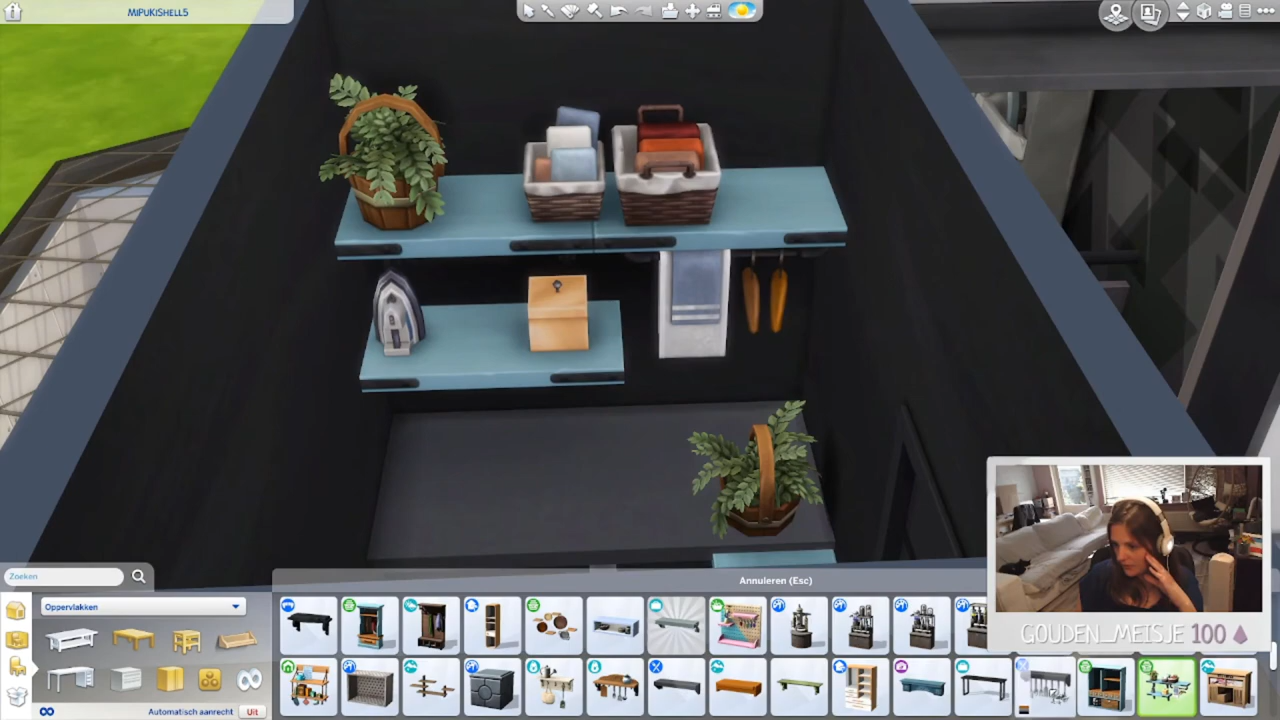 MIPUKISHELL5
Zoeken
Annuleren (Esc)
Oppervlakken
Automatisch aanrecht
Uit
GOUDEN_MEISJE 100